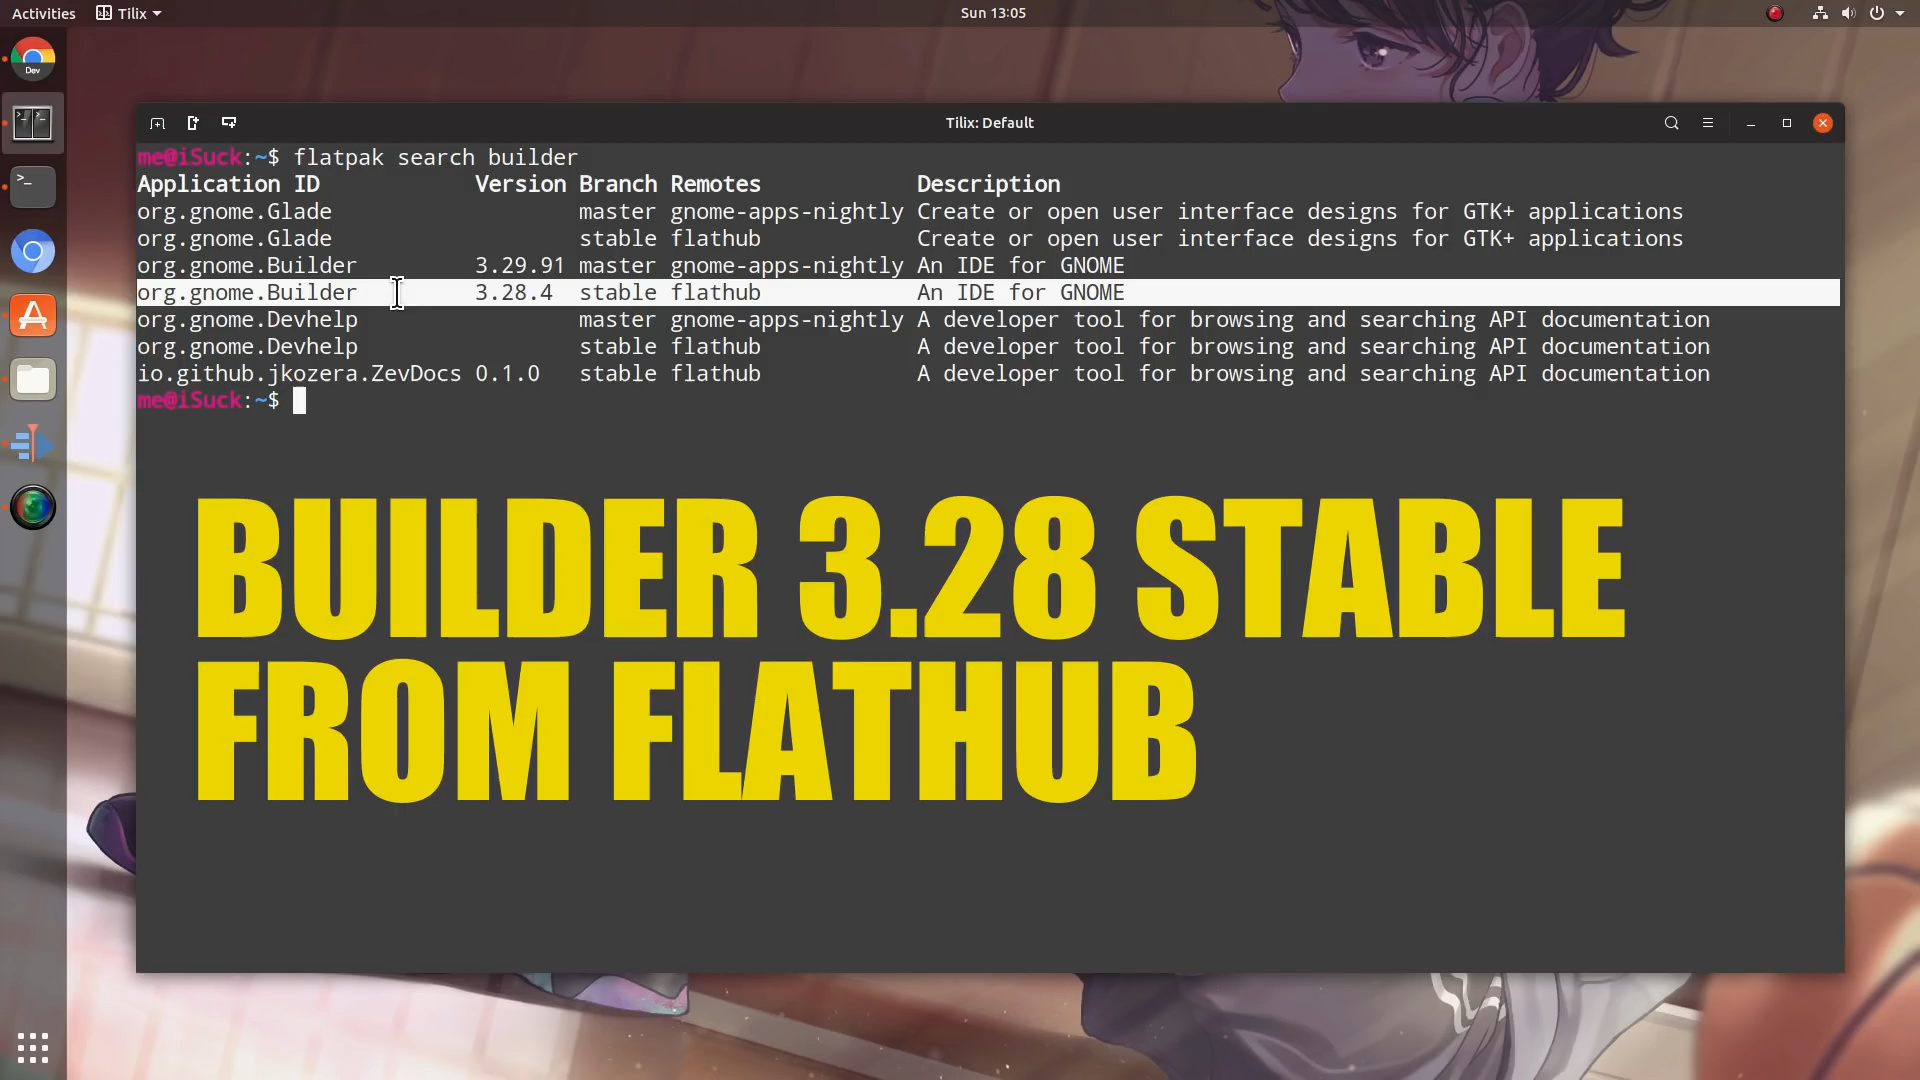 Activities Tilix Sun 13:05
Dev
Tilix: Default
me@iSuck:~$ flatpak search builder
Application ID Version Branch Remotes Description
org.gnome.Glade master gnome-apps-nightly Create or open user interface designs for GTK+ applications
org.gnome.Glade stable flathub Create or open user interface designs for GTK+ applications
org.gnome.Builder 3.29.91 master gnome-apps-nightly An IDE for GNOME
org.gnome.Builder 3.28.4 stable flathub An IDE for GNOME
org.gnome.Devhelp master gnome-apps-nightly A developer tool for browsing and searching API documentation
org.gnome.Devhelp stable flathub A developer tool for browsing and searching API documentation
io.github.jkozera.ZevDocs 0.1.0 stable flathub A developer tool for browsing and searching API documentation
me@iSuck:~$
BUILDER 3.28 STABLE
FROM FLATHUB